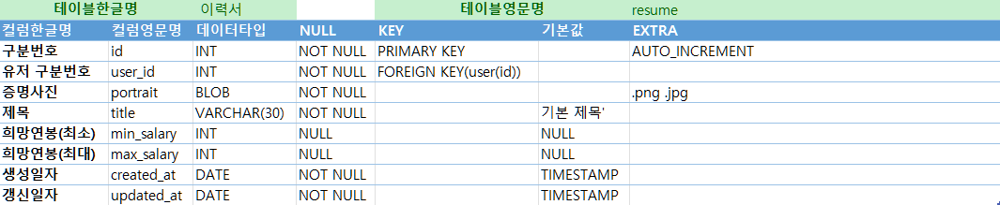 테이블한글명 이력서 테이블영문명 resume
컬럼한글명 컬럼영문명 데이터타입 NULL KEY 기본값 EXTRA
구분번호 id INT NOT NULL PRIMARY KEY AUTO_INCREMENT
유저 구분번호 user_id INT NOT NULL FOREIGN KEY(user(id))
증명사진 portrait BLOB NOT NULL .png .jpg
제목 title VARCHAR(30) NOT NULL 기본 제목'
희망연봉(최소) min_salary INT NULL NULL
희망연봉(최대) max_salary INT NULL NULL
생성일자 created_at DATE NOT NULL TIMESTAMP
갱신일자 updated_at DATE NOT NULL TIMESTAMP